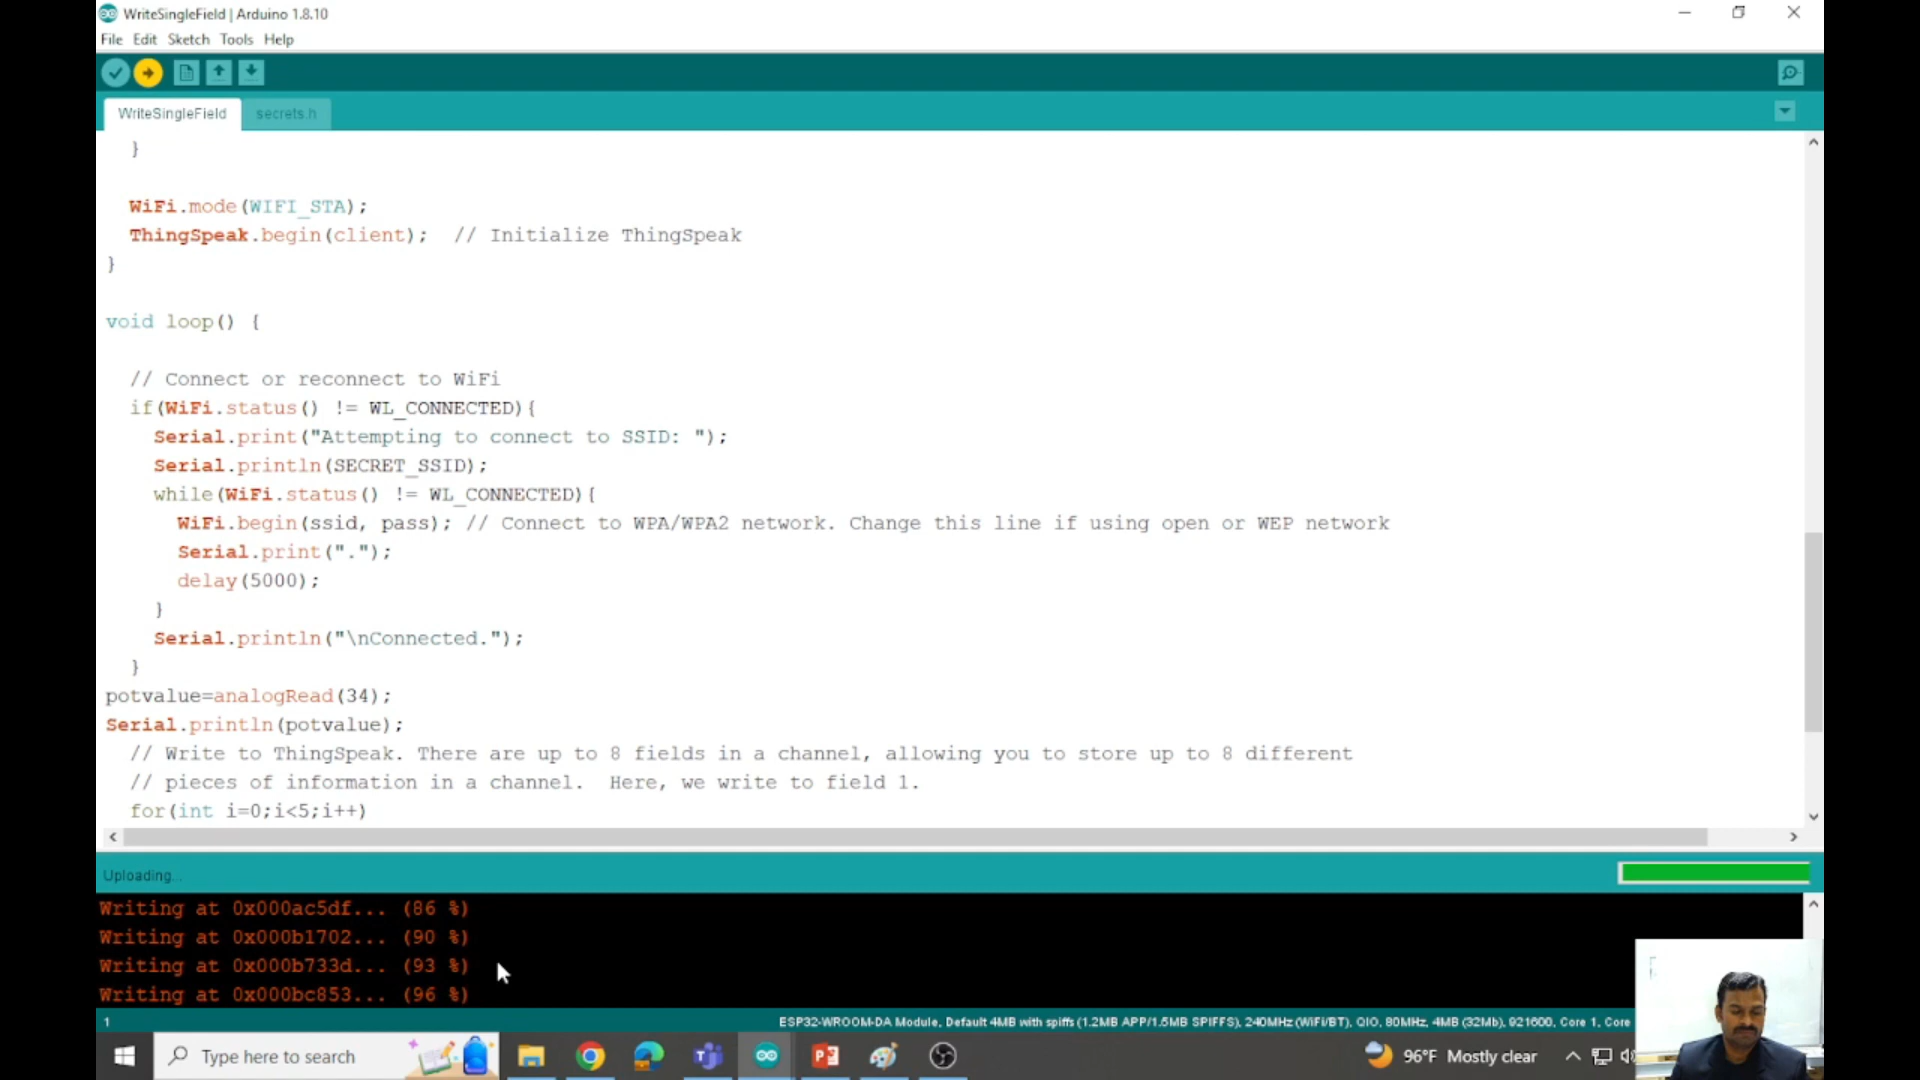 WriteSingleField | Arduino 1.8.10
File Edit Sketch Tools Help
WriteSingleField secrets.h
}
WiFi.mode(WIFI_STA);
ThingSpeak.begin(client);  // Initialize ThingSpeak
}
void loop() {
// Connect or reconnect to WiFi
if(WiFi.status() != WL_CONNECTED){
Serial.print("Attempting to connect to SSID: ");
Serial.println(SECRET_SSID);
while(WiFi.status() != WL_CONNECTED){
WiFi.begin(ssid, pass); // Connect to WPA/WPA2 network. Change this line if using open or WEP network
Serial.print(".");
delay(5000);
}
Serial.println("\nConnected.");
}
potvalue=analogRead(34);
Serial.println(potvalue);
// Write to ThingSpeak. There are up to 8 fields in a channel, allowing you to store up to 8 different
// pieces of information in a channel.  Here, we write to field 1.
for(int i=0;i<5;i++)
Uploading...
Writing at 0x000ac5df... (86 %)
Writing at 0x000b1702... (90 %)
Writing at 0x000b733d... (93 %)
Writing at 0x000bc853... (96 %)
1 ESP32-WROOM-DA Module, Default 4MB with spiffs (1.2MB APP/1.5MB SPIFFS), 240MHz (WiFi/BT), QIO, 80MHz, 4MB (32Mb), 921600, Core 1, Core
Type here to search 96°F Mostly clear